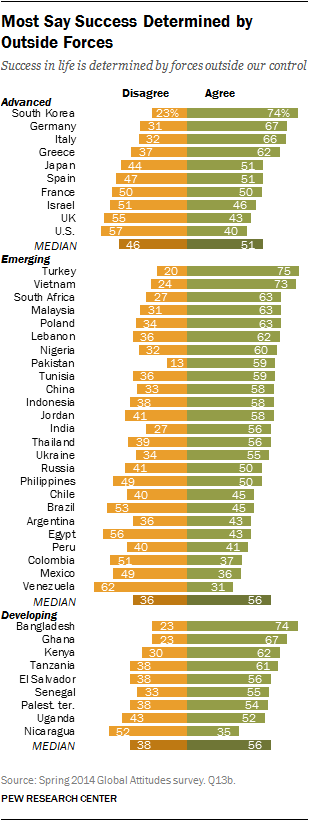 Most Say Success Determined by
Outside Forces
Success in life is determined by forces outside our control
Disagree Agree
Advanced
South Korea 23% 74%
Germany 31 67
Italy 32 66
Greece 37 62
Japan 44 51
Spain 47 51
France 50 50
Israel 51 46
UK 55 43
U.S. 57 40
MEDIAN 46 51
Emerging
Turkey 20 75
Vietnam 24 73
South Africa 27 63
Malaysia 31 63
Poland 34 63
Lebanon 36 62
Nigeria 32 60
Pakistan 13 59
Tunisia 36 59
China 33 58
Indonesia 38 58
Jordan 41 58
India 27 56
Thailand 39 56
Ukraine 34 55
Russia 41 50
Philippines 49 50
Chile 40 45
Brazil 53 45
Argentina 36 43
Egypt 56 43
Peru 40 41
Colombia 51 37
Mexico 49 36
Venezuela 62 31
MEDIAN 36 56
Developing
Bangladesh 23 74
Ghana 23 67
Kenya 30 62
Tanzania 38 61
El Salvador 38 56
Senegal 33 55
Palest. ter. 38 54
Uganda 43 52
Nicaragua 52 35
MEDIAN 38 56
Source: Spring 2014 Global Attitudes survey. Q13b.
PEW RESEARCH CENTER